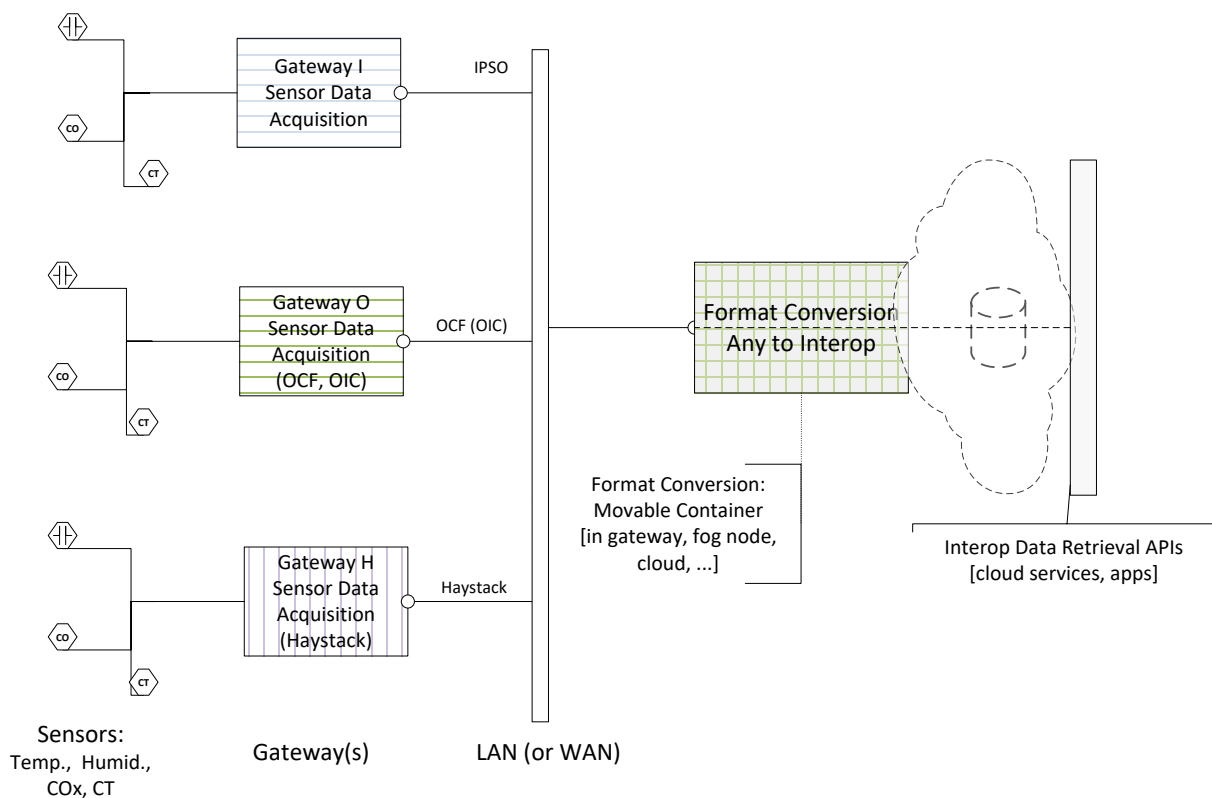 CO
CT
Gateway I
Sensor Data
Acquisition
IPSO
CO
CT
Gateway O
Sensor Data
Acquisition
(OCF, OIC)
OCF (OIC)
CO
CT
Gateway H
Sensor Data
Acquisition
(Haystack)
Haystack
Format Conversion
Any to Interop
Format Conversion:
Movable Container
[in gateway, fog node,
cloud, ...]
Interop Data Retrieval APIs
[cloud services, apps]
Sensors:
Temp., Humid.,
COx, CT
Gateway(s)
LAN (or WAN)